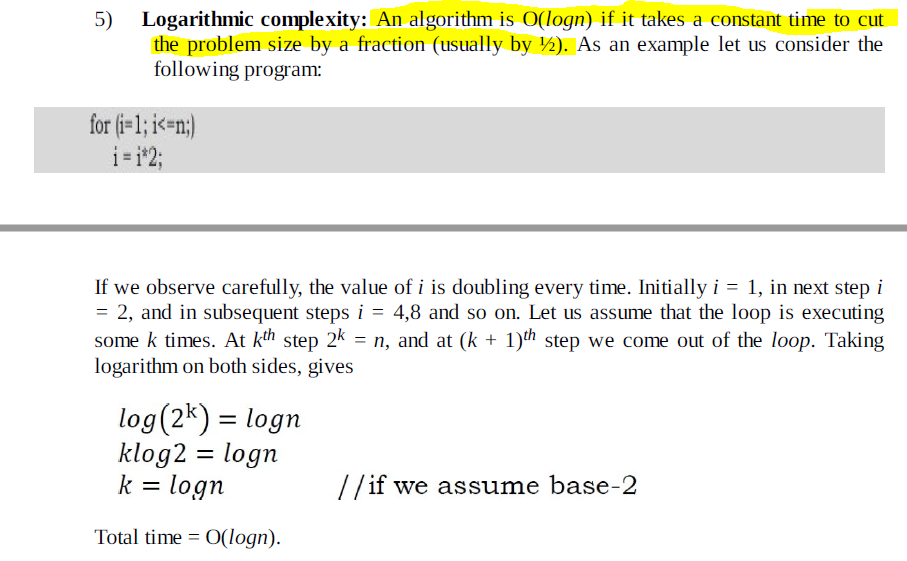 5) Logarithmic complexity: An algorithm is O(logn) if it takes a constant time to cut
the problem size by a fraction (usually by ½). As an example let us consider the
following program:
for (i=1; i<=n;)
i = i*2;
If we observe carefully, the value of i is doubling every time. Initially i = 1, in next step i
= 2, and in subsequent steps i = 4,8 and so on. Let us assume that the loop is executing
some k times. At kᵗʰ step 2ᵏ = n, and at (k + 1)ᵗʰ step we come out of the loop. Taking
logarithm on both sides, gives
log(2ᵏ) = logn
klog2 = logn
k = logn //if we assume base-2
Total time = O(logn).